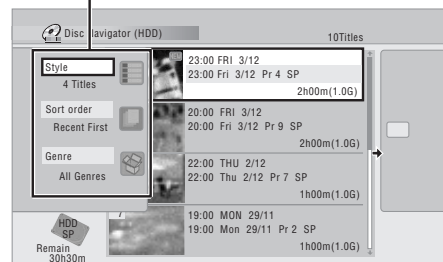 Disc Navigator (HDD)
10Titles
Style
4 Titles
Sort order
Recent First
Genre
All Genres
HDD
SP
Remain
30h30m
23:00 FRI 3/12
23:00 Fri 3/12 Pr 4 SP
2h00m(1.0G)
20:00 FRI 3/12
20:00 Fri 3/12 Pr 9 SP
2h00m(1.0G)
22:00 THU 2/12
22:00 Thu 2/12 Pr 7 SP
1h00m(1.0G)
7
19:00 MON 29/11
19:00 Mon 29/11 Pr 2 SP
1h00m(1.0G)